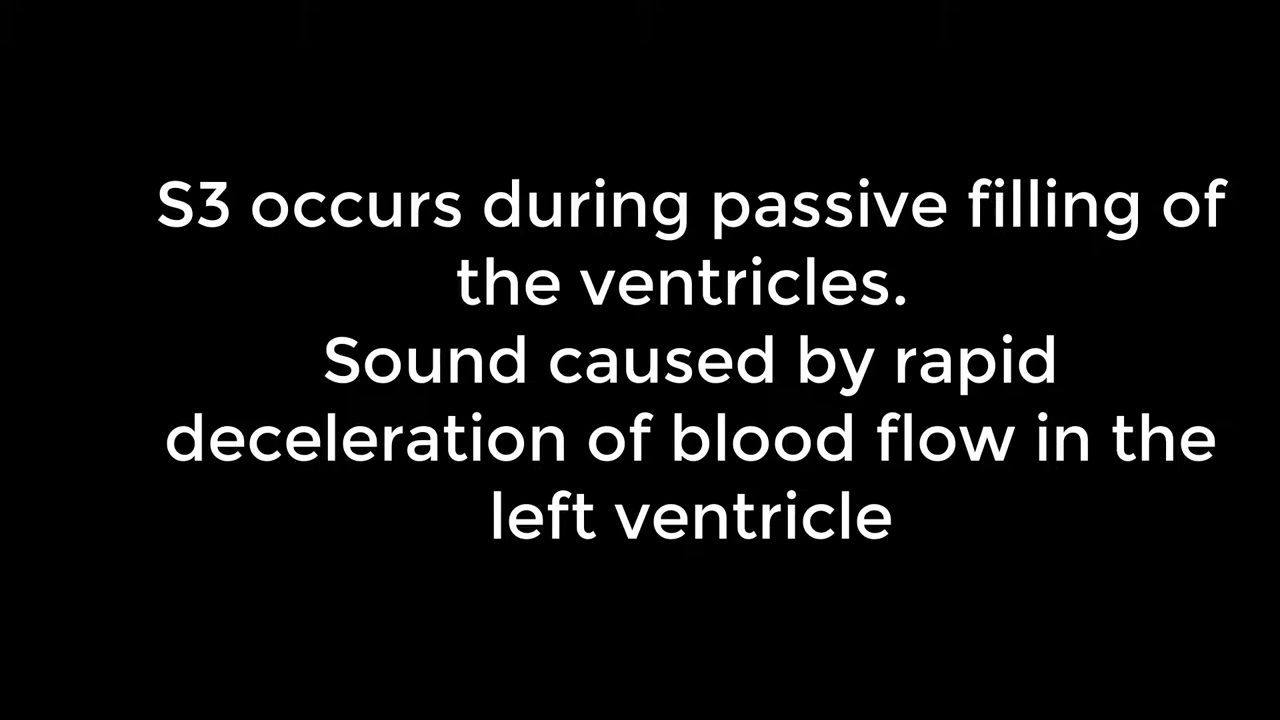 S3 occurs during passive filling of
the ventricles.
Sound caused by rapid
deceleration of blood flow in the
left ventricle